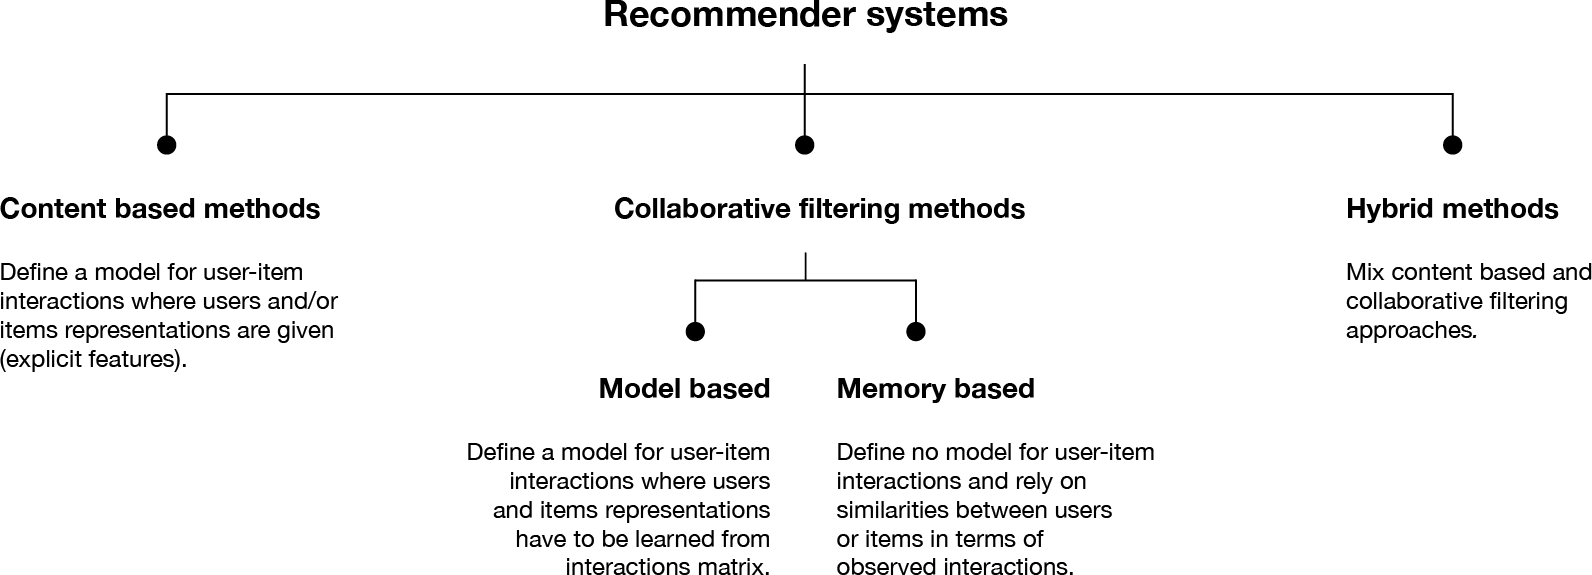 Recommender systems
Content based methods
Define a model for user-item
interactions where users and/or
items representations are given
(explicit features).
Collaborative filtering methods
Model based
Define a model for user-item
interactions where users
and items representations
have to be learned from
interactions matrix.
Memory based
Define no model for user-item
interactions and rely on
similarities between users
or items in terms of
observed interactions.
Hybrid methods
Mix content based and
collaborative filtering
approaches.